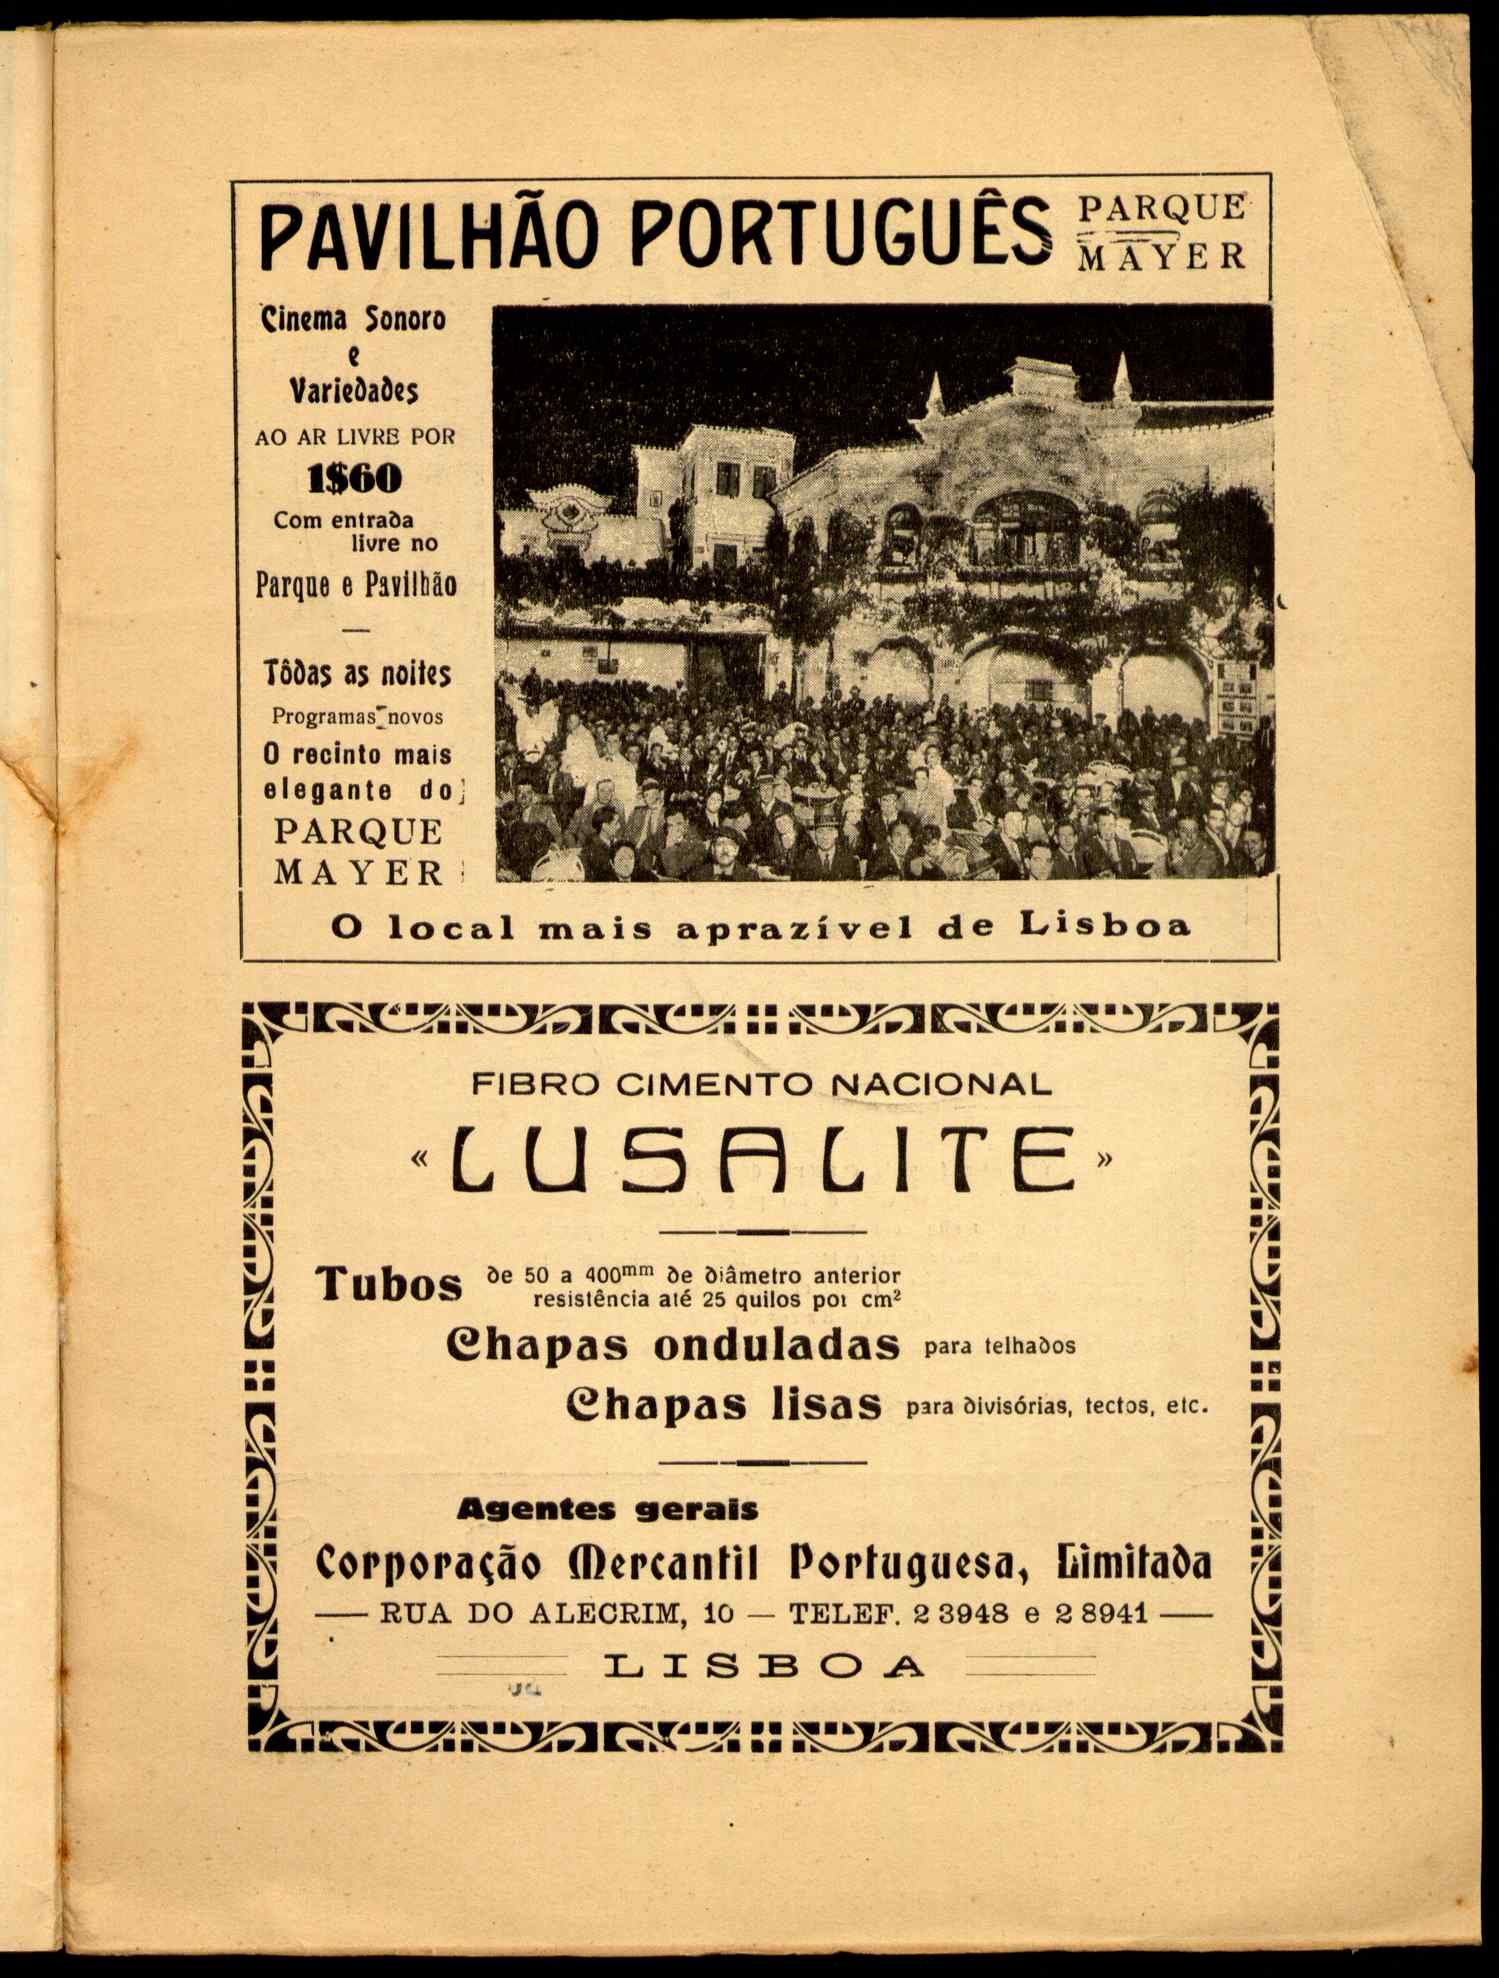 PAVILHÃO PORTUGUÊS
PARQUE
MAYER
Cinema Sonoro
e
Variedades
AO AR LIVRE POR
1$60
Com entrada
livre no
Parque e Pavilhão
Tôdas as noites
Programas novos
O recinto mais
elegante do
PARQUE
MAYER
O local mais aprazível de Lisboa
FIBRO CIMENTO NACIONAL
«LUSALITE»
Tubos de 50 a 400mm de diâmetro anterior
resistência até 25 quilos por cm²
Chapas onduladas para telhados
Chapas lisas para divisórias, tectos, etc.
Agentes gerais
Corporação Mercantil Portuguesa, Limitada
— RUA DO ALECRIM, 10 — TELEF. 2 3948 e 2 8941 —
LISBOA